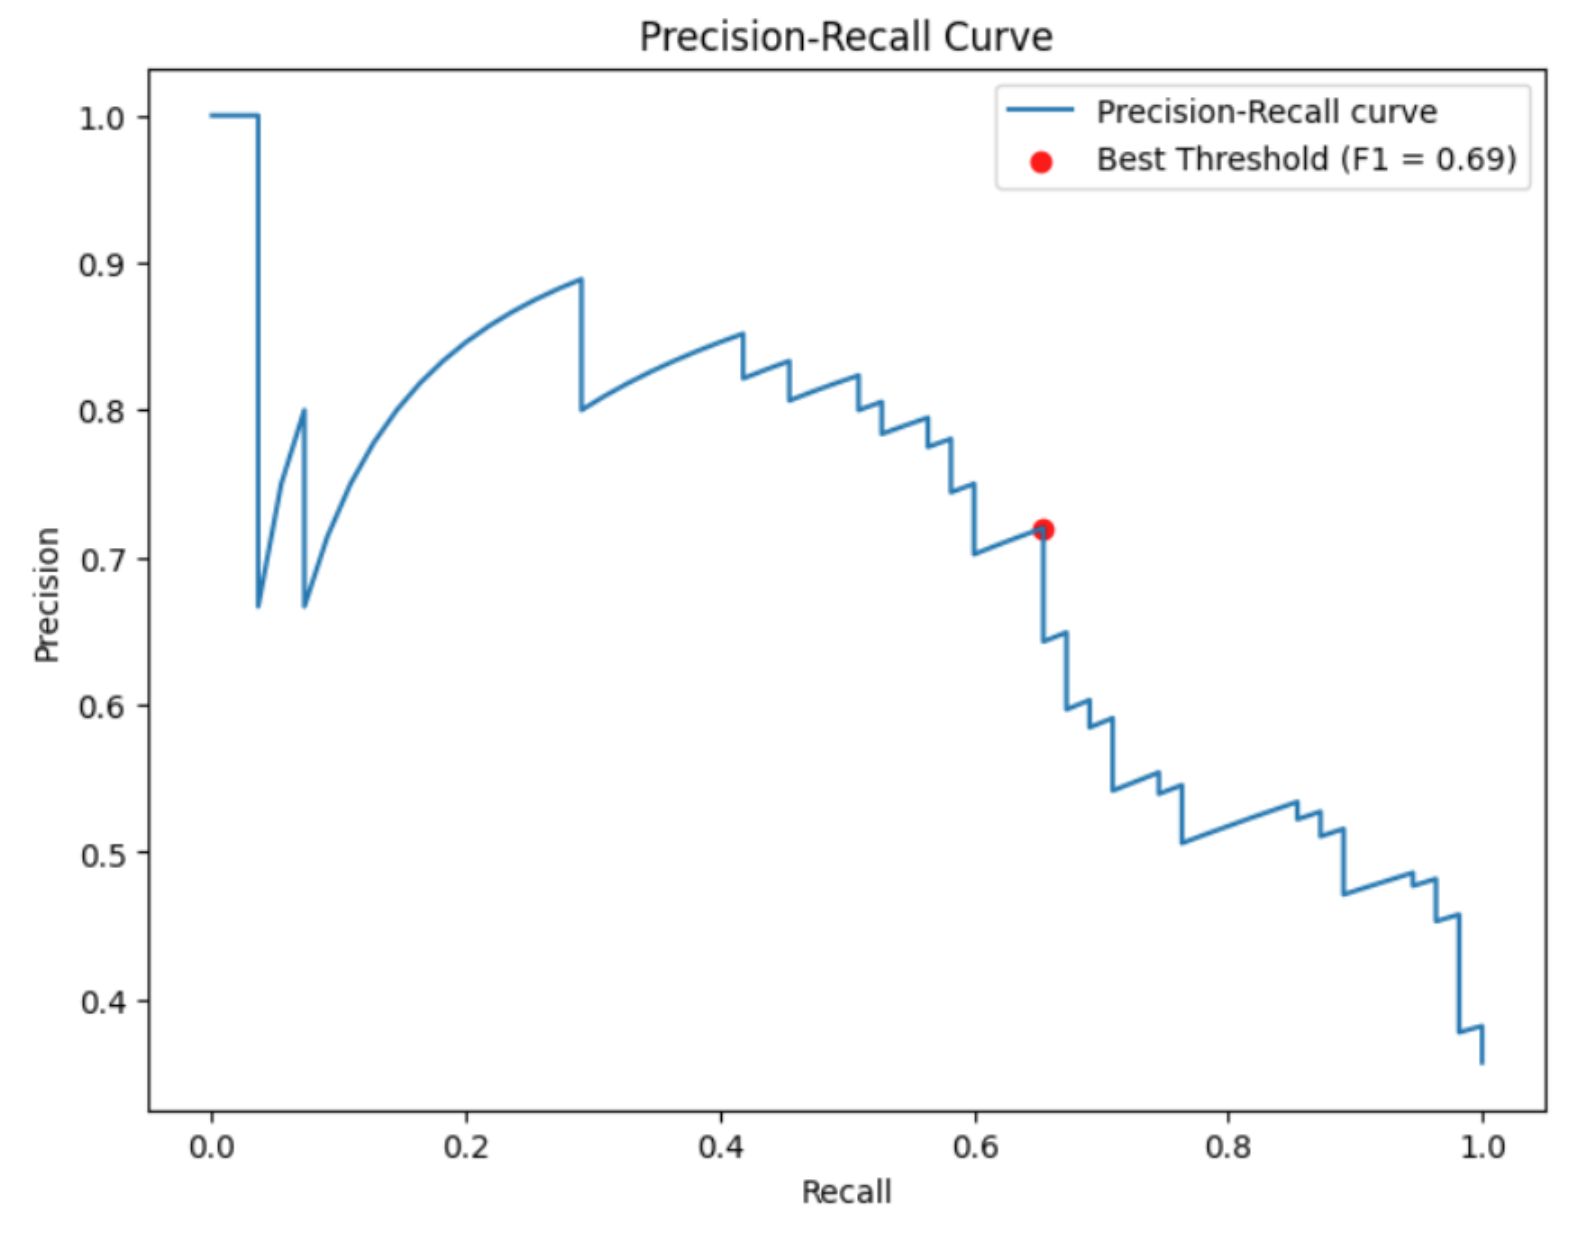 Precision-Recall Curve
Precision-Recall curve
Best Threshold (F1 = 0.69)
1.0
0.9
0.8
0.7
0.6
0.5
0.4
Precision
0.0 0.2 0.4 0.6 0.8 1.0
Recall